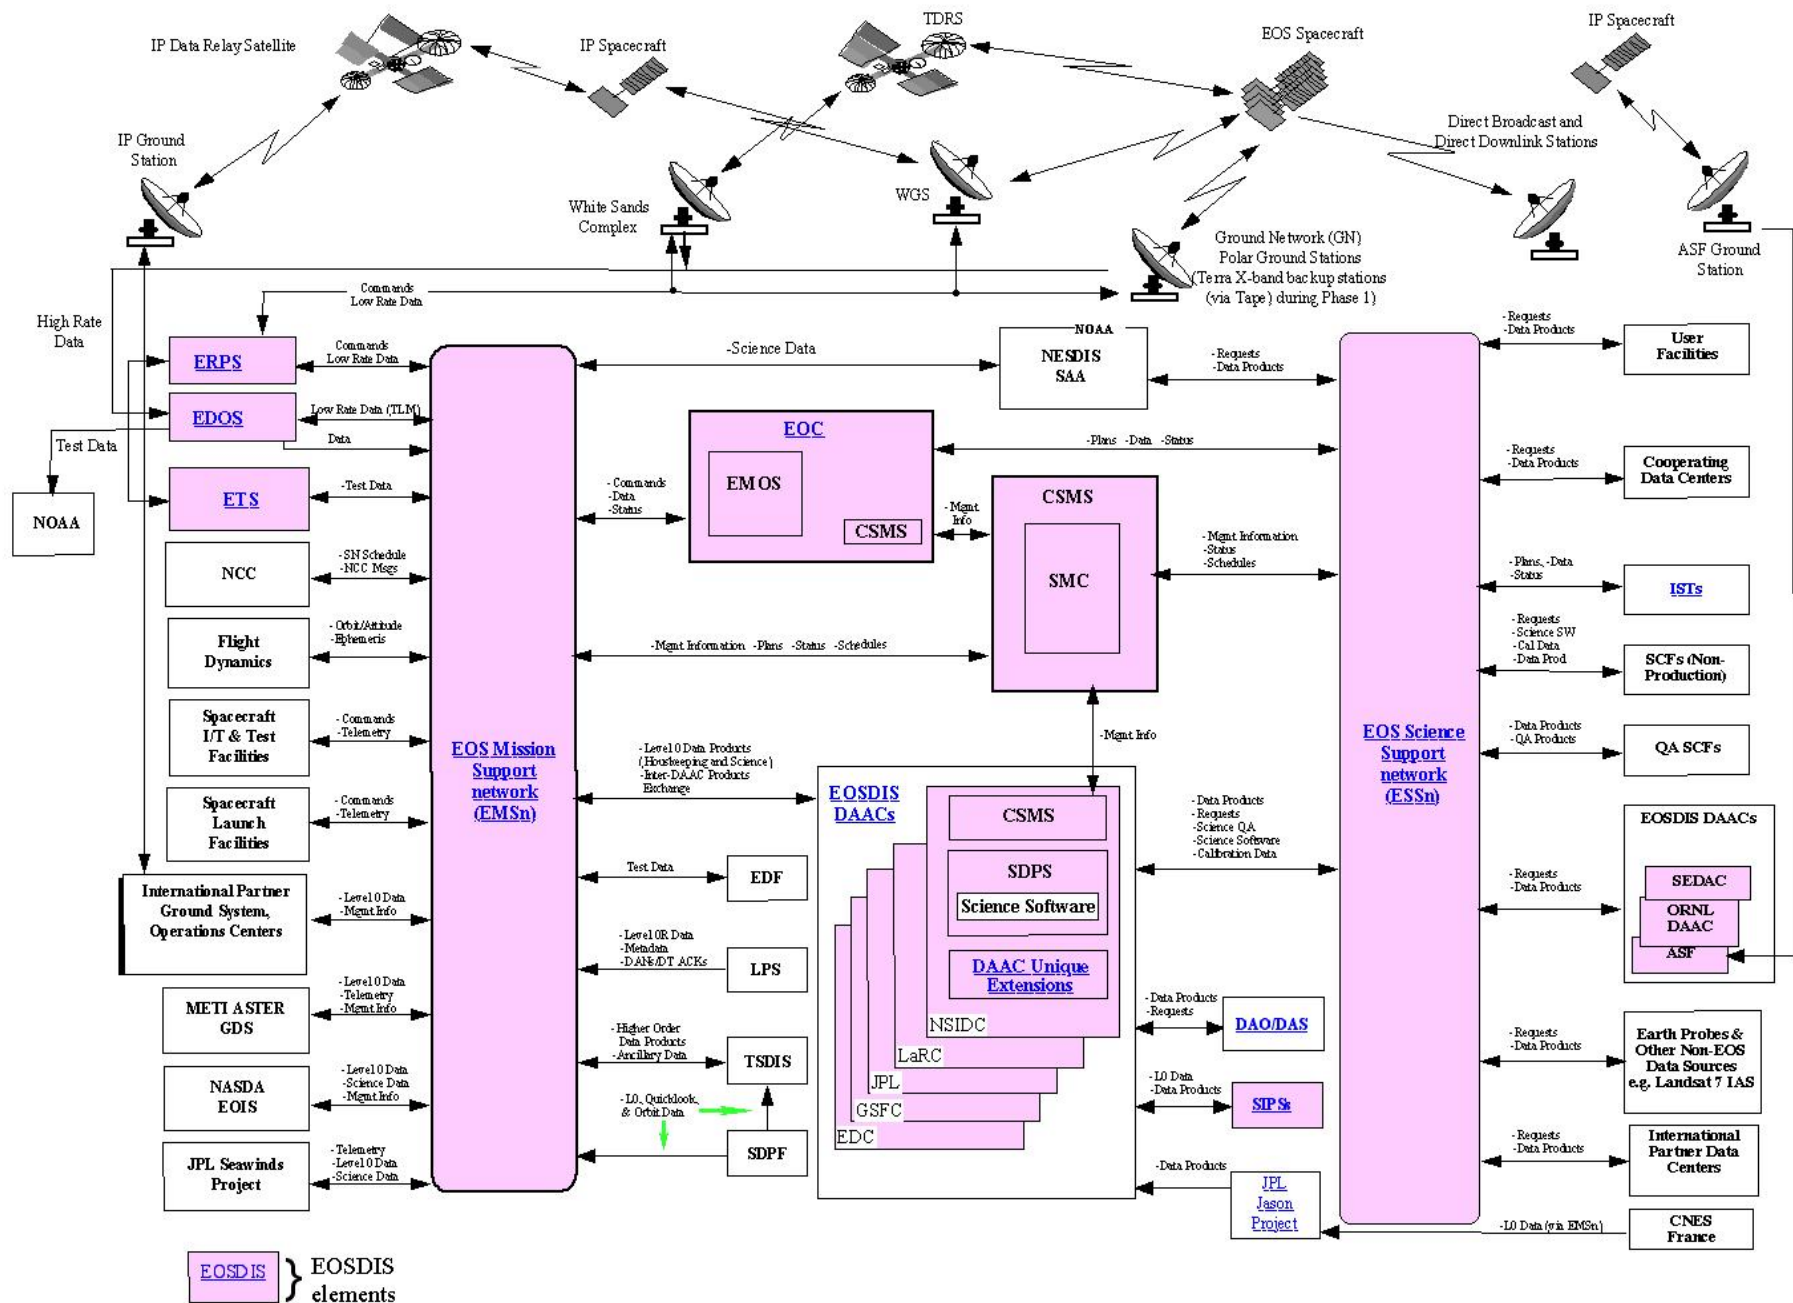 TDRS
IP Data Relay Satellite
IP Spacecraft
EOS Spacecraft
IP Spacecraft
IP Ground
Station
White Sands
Complex
WGS
Direct Broadcast and
Direct Downlink Stations
Ground Network (GN)
Polar Ground Stations
(Terra X-band backup stations
(via Tape) during Phase 1)
ASF Ground
Station
Commands
Low Rate Data
High Rate
Data
ERPS
Commands
Low Rate Data
EDOS
Low Rate Data (TLM)
Data
Test Data
NOAA
ETS
-Test Data
NCC
-SN Schedule
-NCC Msgs
Flight
Dynamics
-Orbit/Attitude
-Ephemeris
Spacecraft
I/T & Test
Facilities
-Commands
-Telemetry
Spacecraft
Launch
Facilities
-Commands
-Telemetry
International Partner
Ground System,
Operations Centers
-Level 0 Data
-Mgmt Info
METI ASTER
GDS
-Level 0 Data
-Telemetry
-Mgmt Info
NASDA
EOIS
-Level 0 Data
-Science Data
-Mgmt Info
JPL Seawinds
Project
-Telemetry
-Level 0 Data
-Science Data
EOS Mission
Support
network
(EMSn)
-Science Data
NOAA
NESDIS
SAA
-Requests
-Data Products
EOC
EMOS
CSMS
-Commands
-Data
-Status
-Plans -Data -Status
-Mgmt
Info
CSMS
SMC
-Mgmt Information
-Status
-Schedules
-Mgmt Information -Plans -Status -Schedules
-Mgmt Info
-Level 0 Data Products
(Houskeeping and Science)
-Inter-DAAC Products
Exchange
EOSDIS
DAACs
CSMS
SDPS
Science Software
DAAC Unique
Extensions
NSIDC
LaRC
JPL
GSFC
EDC
-Data Products
-Requests
-Science QA
-Science Software
-Calibration Data
Test Data
EDF
-Level 0R Data
-Metadata
-DANs/DT ACKs
LPS
-Higher Order
Data Products
-Ancillary Data
TSDIS
-L0, Quicklook,
& Orbit Data
SDPF
-Data Products
-Requests
DAO/DAS
-L0 Data
-Data Products
SIPSs
-Data Products
JPL
Jason
Project
EOS Science
Support
network
(ESSn)
-Requests
-Data Products
User
Facilities
-Requests
-Data Products
Cooperating
Data Centers
-Plans, -Data
-Status
ISTs
-Requests
-Science SW
-Cal Data
-Data Prod
SCFs (Non-
Production)
-Data Products
-QA Products
QA SCFs
EOSDIS DAACs
SEDAC
ORNL
DAAC
ASF
-Requests
-Data Products
-Requests
-Data Products
Earth Probes &
Other Non-EOS
Data Sources
e.g. Landsat 7 IAS
-Requests
-Data Products
International
Partner Data
Centers
-L0 Data (via EMSn)
CNES
France
EOSDIS
EOSDIS
elements